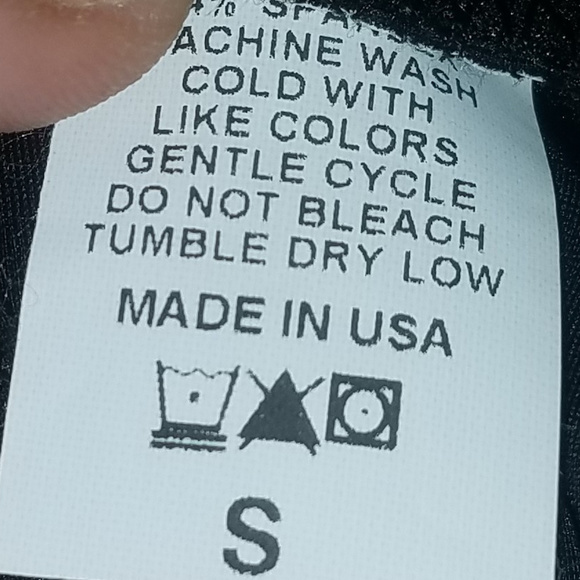 ACHINE WASH
COLD WITH
LIKE COLORS
GENTLE CYCLE
DO NOT BLEACH
TUMBLE DRY LOW
MADE IN USA
S